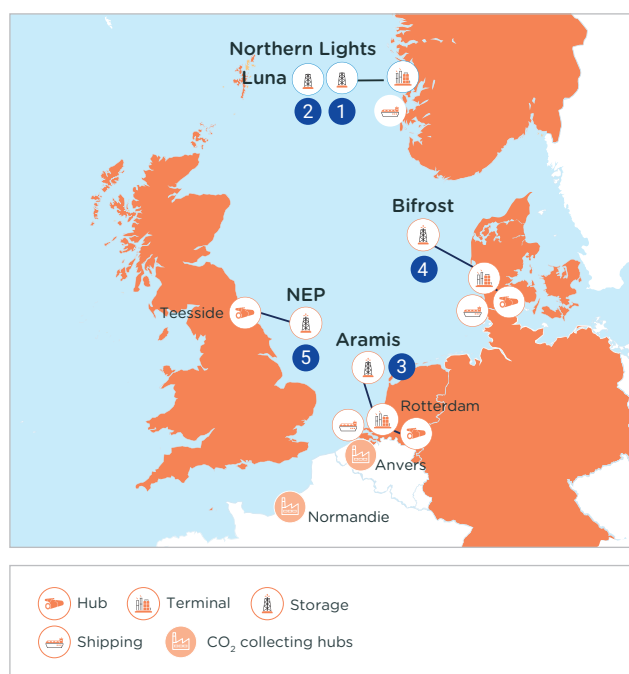 Northern Lights
Luna
2
1
Bifrost
4
NEP
Teesside
5
Aramis
3
Rotterdam
Anvers
Normandie
Hub
Terminal
Storage
Shipping
CO₂ collecting hubs